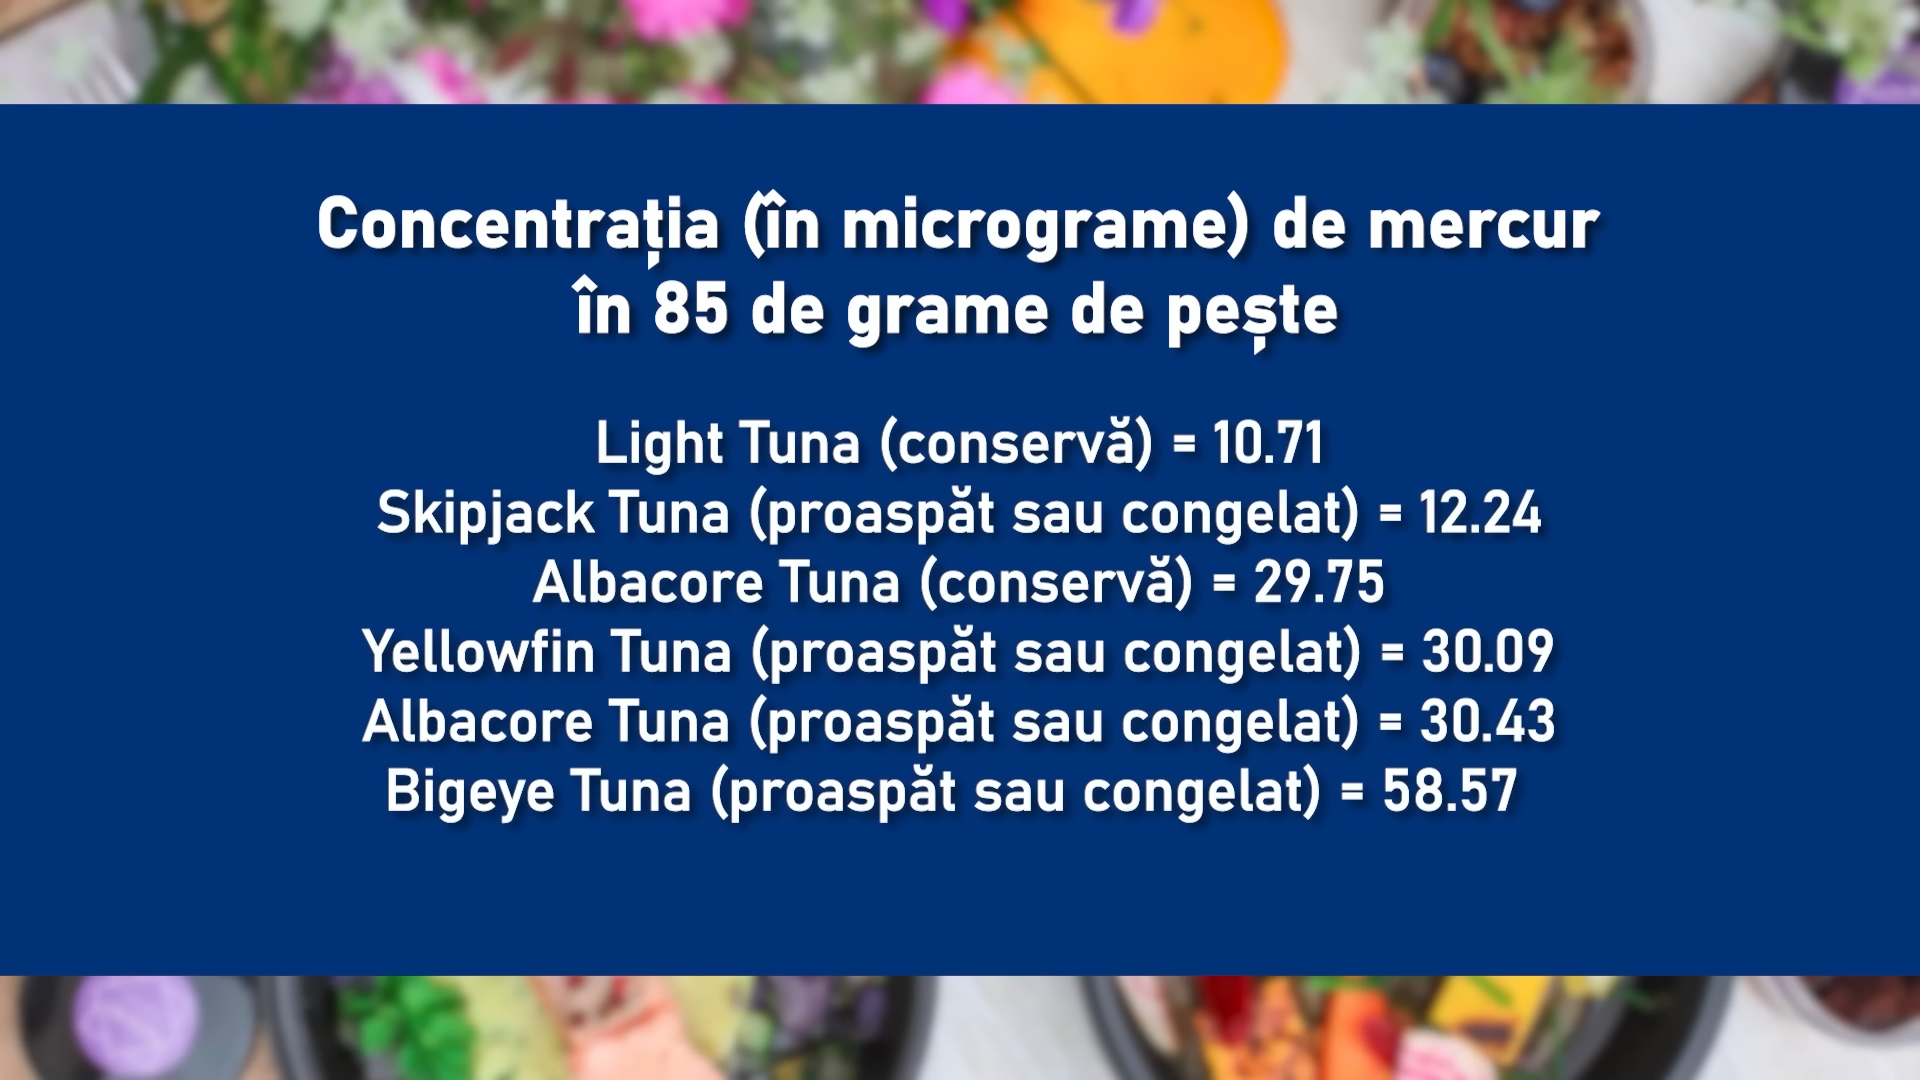 Concentrația (în micrograme) de mercur
în 85 de grame de pește
Light Tuna (conservă) = 10.71
Skipjack Tuna (proaspăt sau congelat) = 12.24
Albacore Tuna (conservă) = 29.75
Yellowfin Tuna (proaspăt sau congelat) = 30.09
Albacore Tuna (proaspăt sau congelat) = 30.43
Bigeye Tuna (proaspăt sau congelat) = 58.57